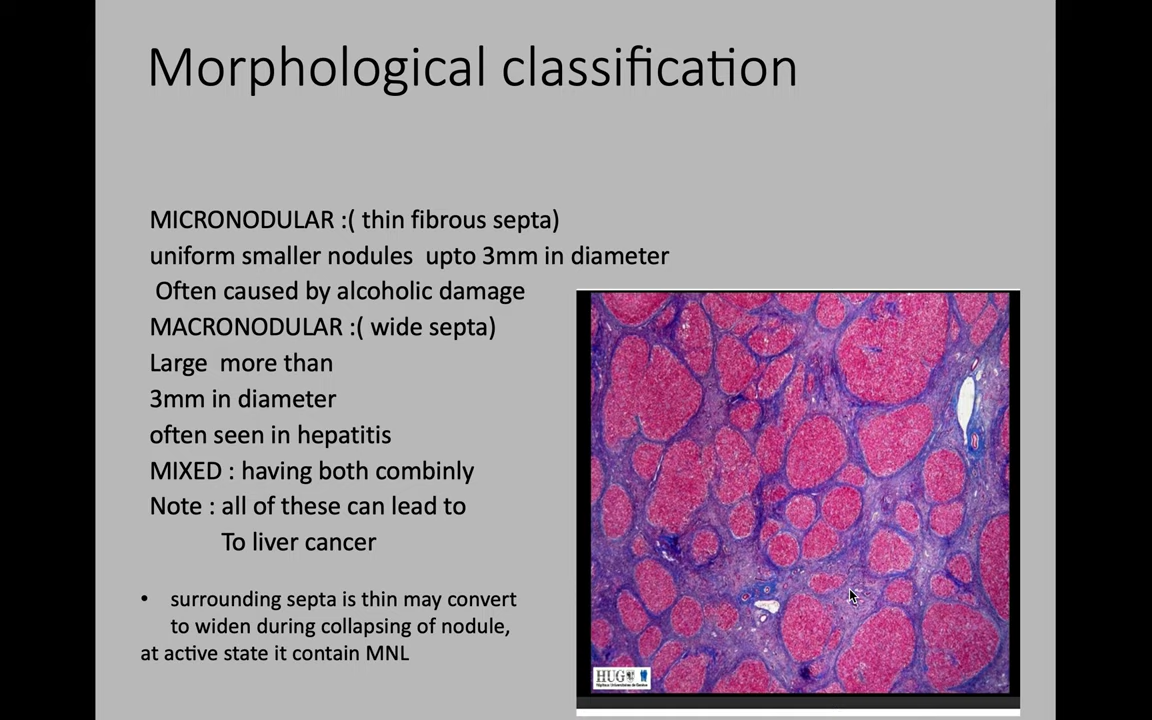 Morphological classification
MICRONODULAR :( thin fibrous septa)
uniform smaller nodules upto 3mm in diameter
Often caused by alcoholic damage
MACRONODULAR :( wide septa)
Large more than
3mm in diameter
often seen in hepatitis
MIXED : having both combinly
Note : all of these can lead to
To liver cancer
• surrounding septa is thin may convert
to widen during collapsing of nodule,
at active state it contain MNL
HUG